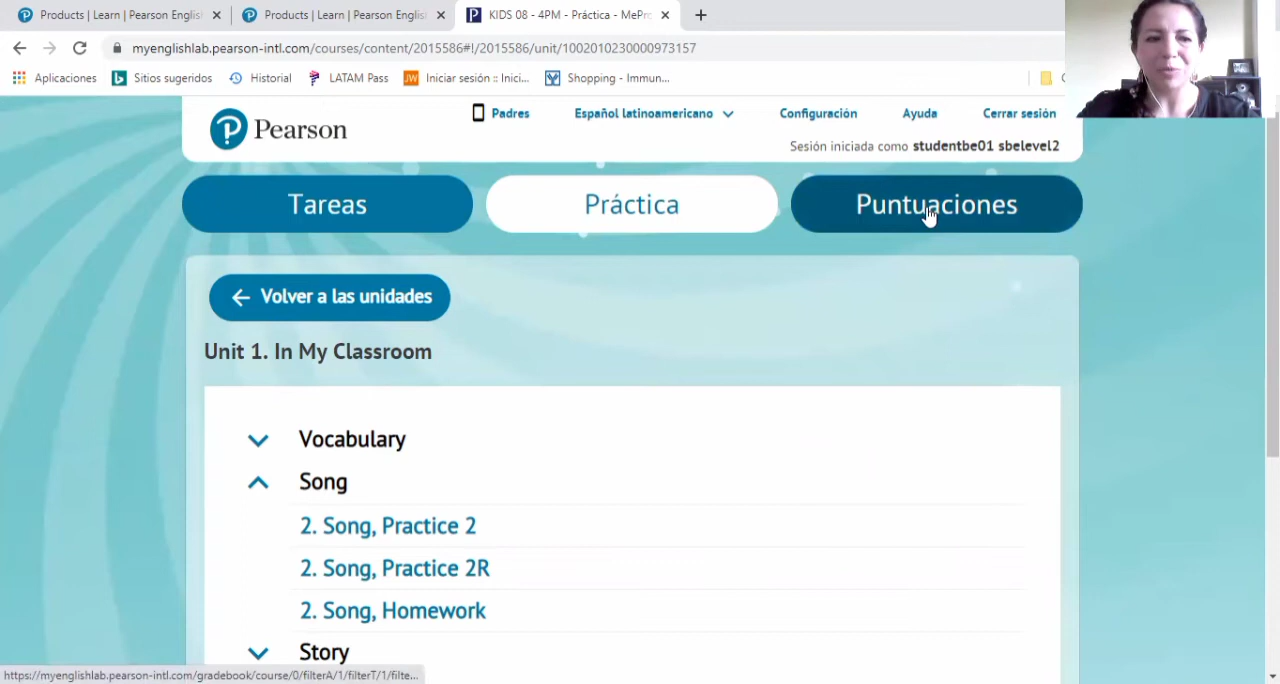 Products | Learn | Pearson Englis
Products | Learn | Pearson Englis
KIDS 08 - 4PM - Práctica - MePro
myenglishlab.pearson-intl.com/courses/content/2015586#!/2015586/unit/1002010230000973157
Aplicaciones
Sitios sugeridos
Historial
LATAM Pass
JW
Iniciar sesión :: Inici...
Shopping - Immun...
Pearson
Padres
Español latinoamericano
Configuración
Ayuda
Cerrar sesión
Sesión iniciada como studentbe01 sbelevel2
Tareas
Práctica
Puntuaciones
Volver a las unidades
Unit 1. In My Classroom
Vocabulary
Song
2. Song, Practice 2
2. Song, Practice 2R
2. Song, Homework
Story
https://myenglishlab.pearson-intl.com/gradebook/course/0/filterA/1/filterT/1/filte...